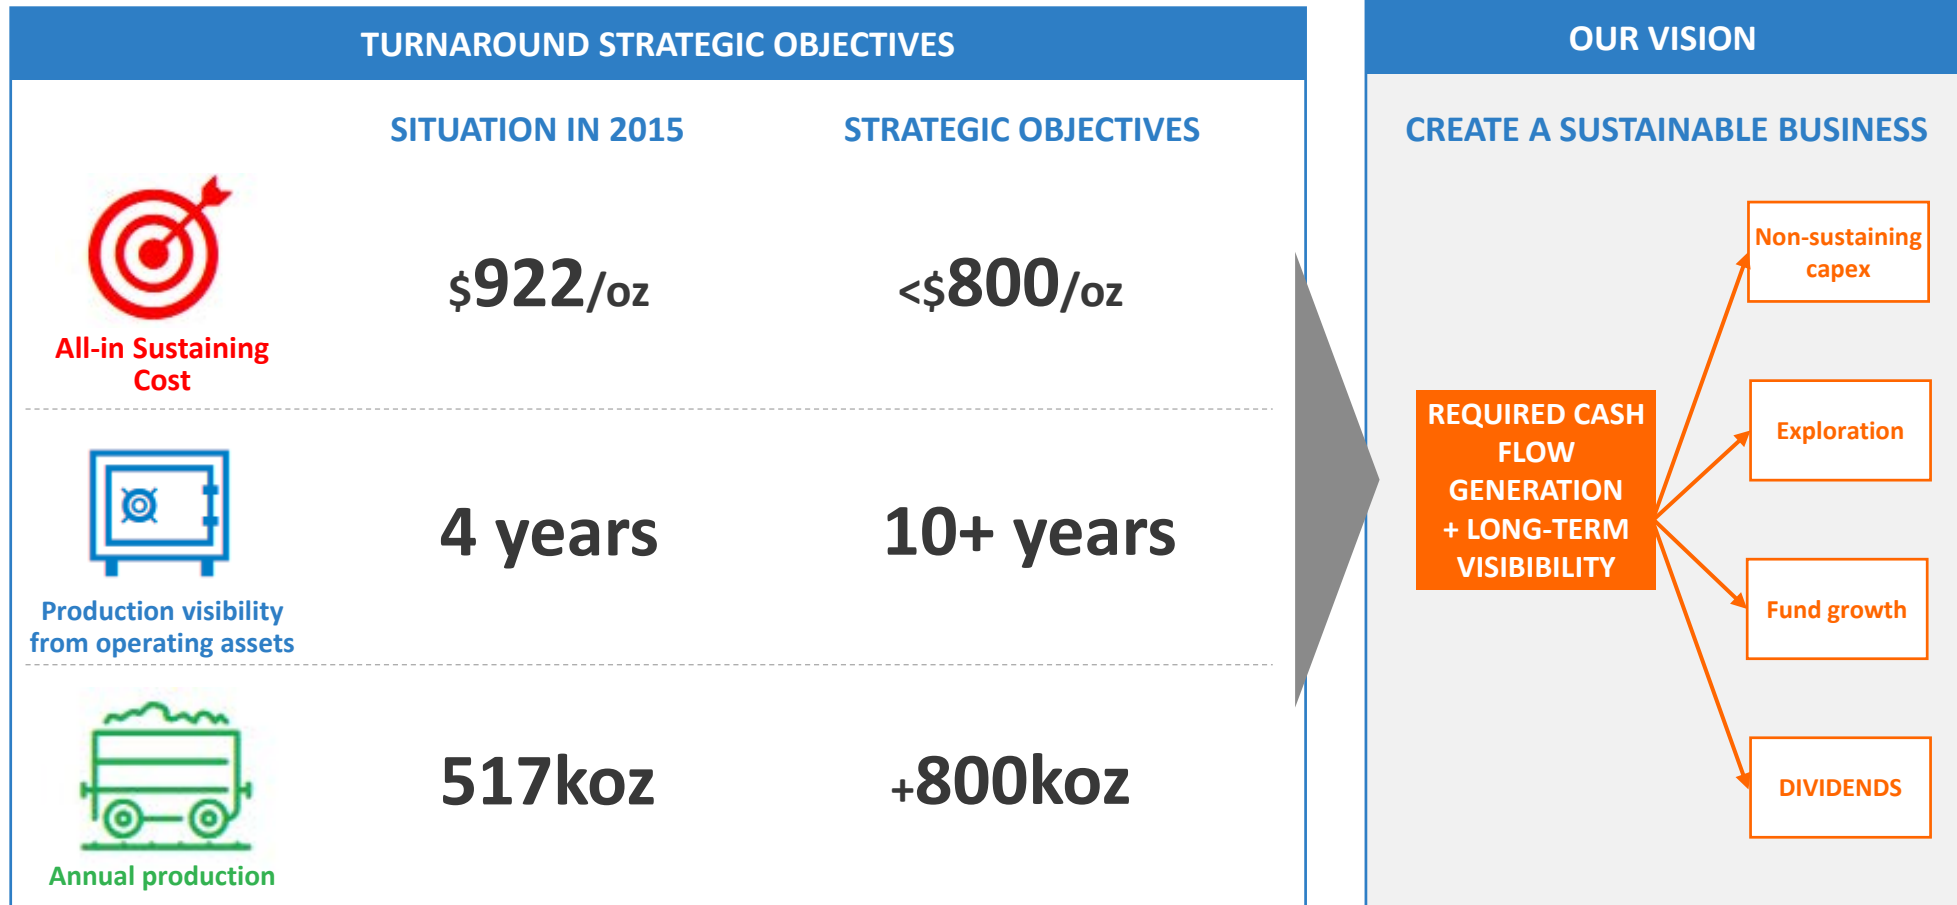 TURNAROUND STRATEGIC OBJECTIVES
SITUATION IN 2015
STRATEGIC OBJECTIVES
All-in Sustaining
Cost
$922/oz
<$800/oz
Production visibility
from operating assets
4 years
10+ years
Annual production
517koz
+800koz
OUR VISION
CREATE A SUSTAINABLE BUSINESS
REQUIRED CASH
FLOW
GENERATION
+ LONG-TERM
VISIBIBILITY
Non-sustaining
capex
Exploration
Fund growth
DIVIDENDS